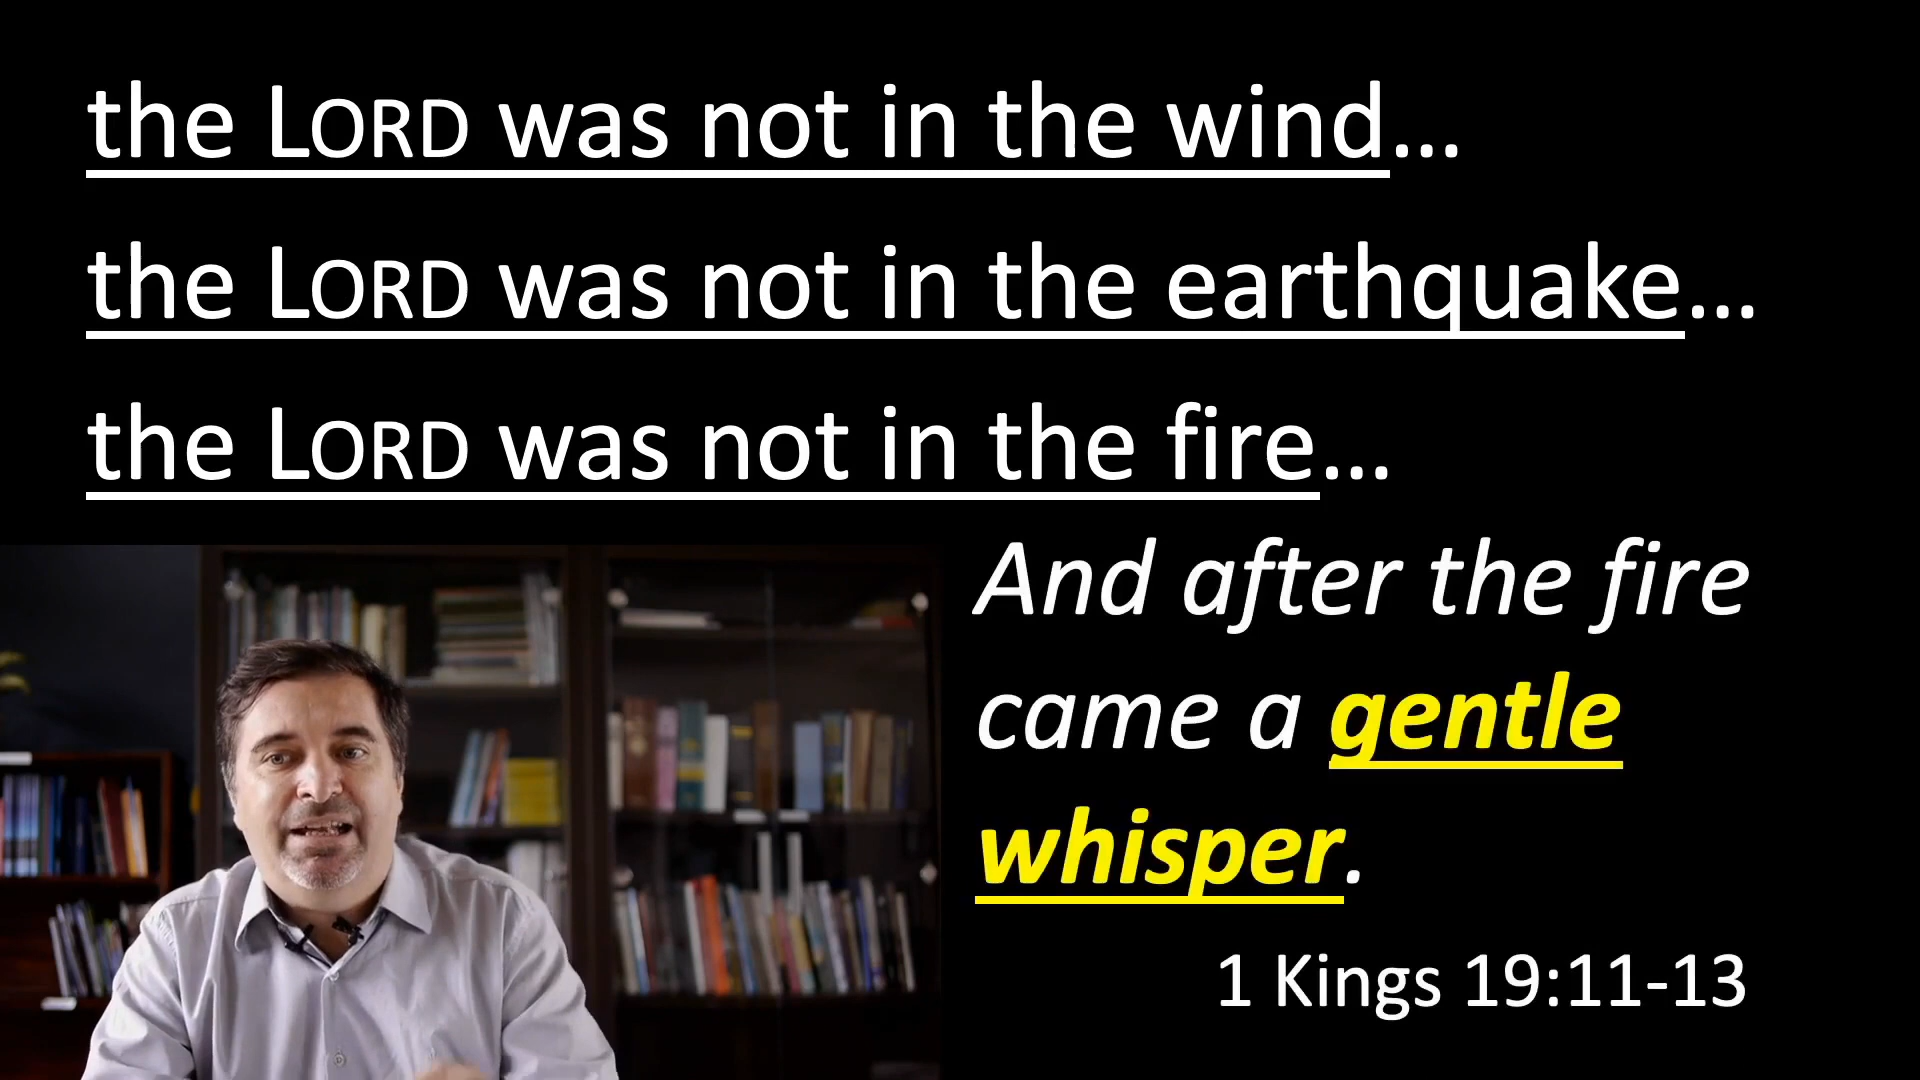 the LORD was not in the wind…
the LORD was not in the earthquake…
the LORD was not in the fire…
And after the fire
came a gentle
whisper.
1 Kings 19:11-13